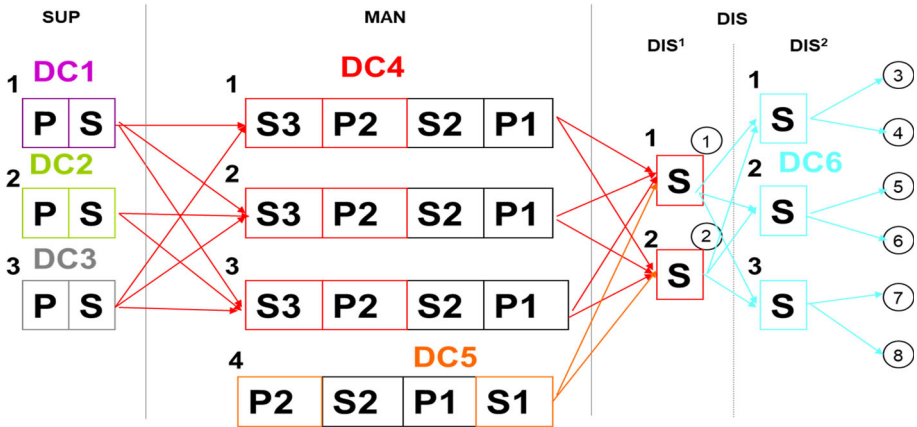 SUP
MAN
DIS
DIS¹
DIS²
1
DC1
P S
2
DC2
P S
3
DC3
P S
1
DC4
S3 P2 S2 P1
2
S3 P2 S2 P1
3
S3 P2 S2 P1
4
DC5
P2 S2 P1 S1
1
1
S
2
2
S
1
S
2
DC6
S
3
S
3
4
5
6
7
8